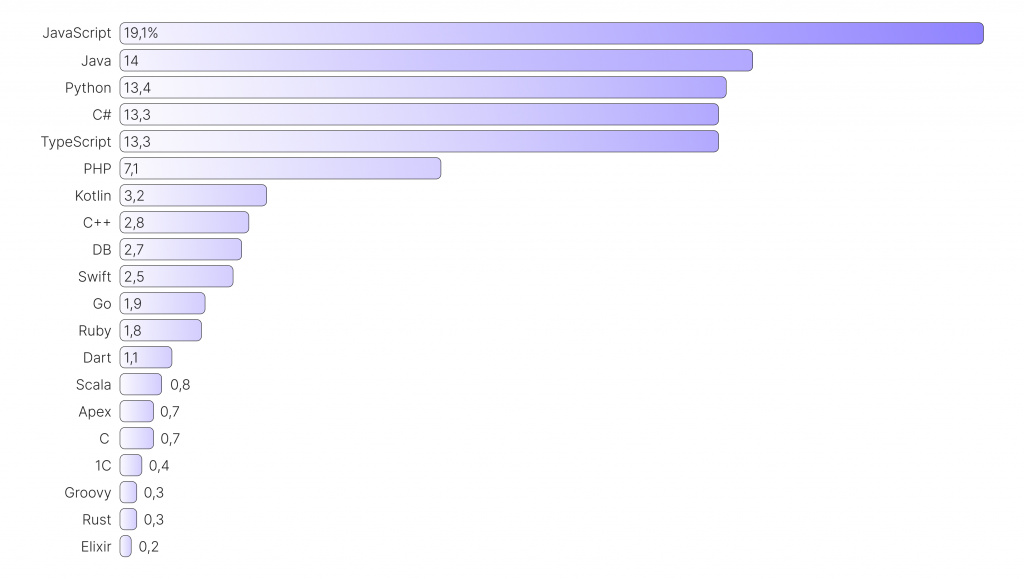 JavaScript 19,1%
Java 14
Python 13,4
C# 13,3
TypeScript 13,3
PHP 7,1
Kotlin 3,2
C++ 2,8
DB 2,7
Swift 2,5
Go 1,9
Ruby 1,8
Dart 1,1
Scala 0,8
Apex 0,7
C 0,7
1C 0,4
Groovy 0,3
Rust 0,3
Elixir 0,2